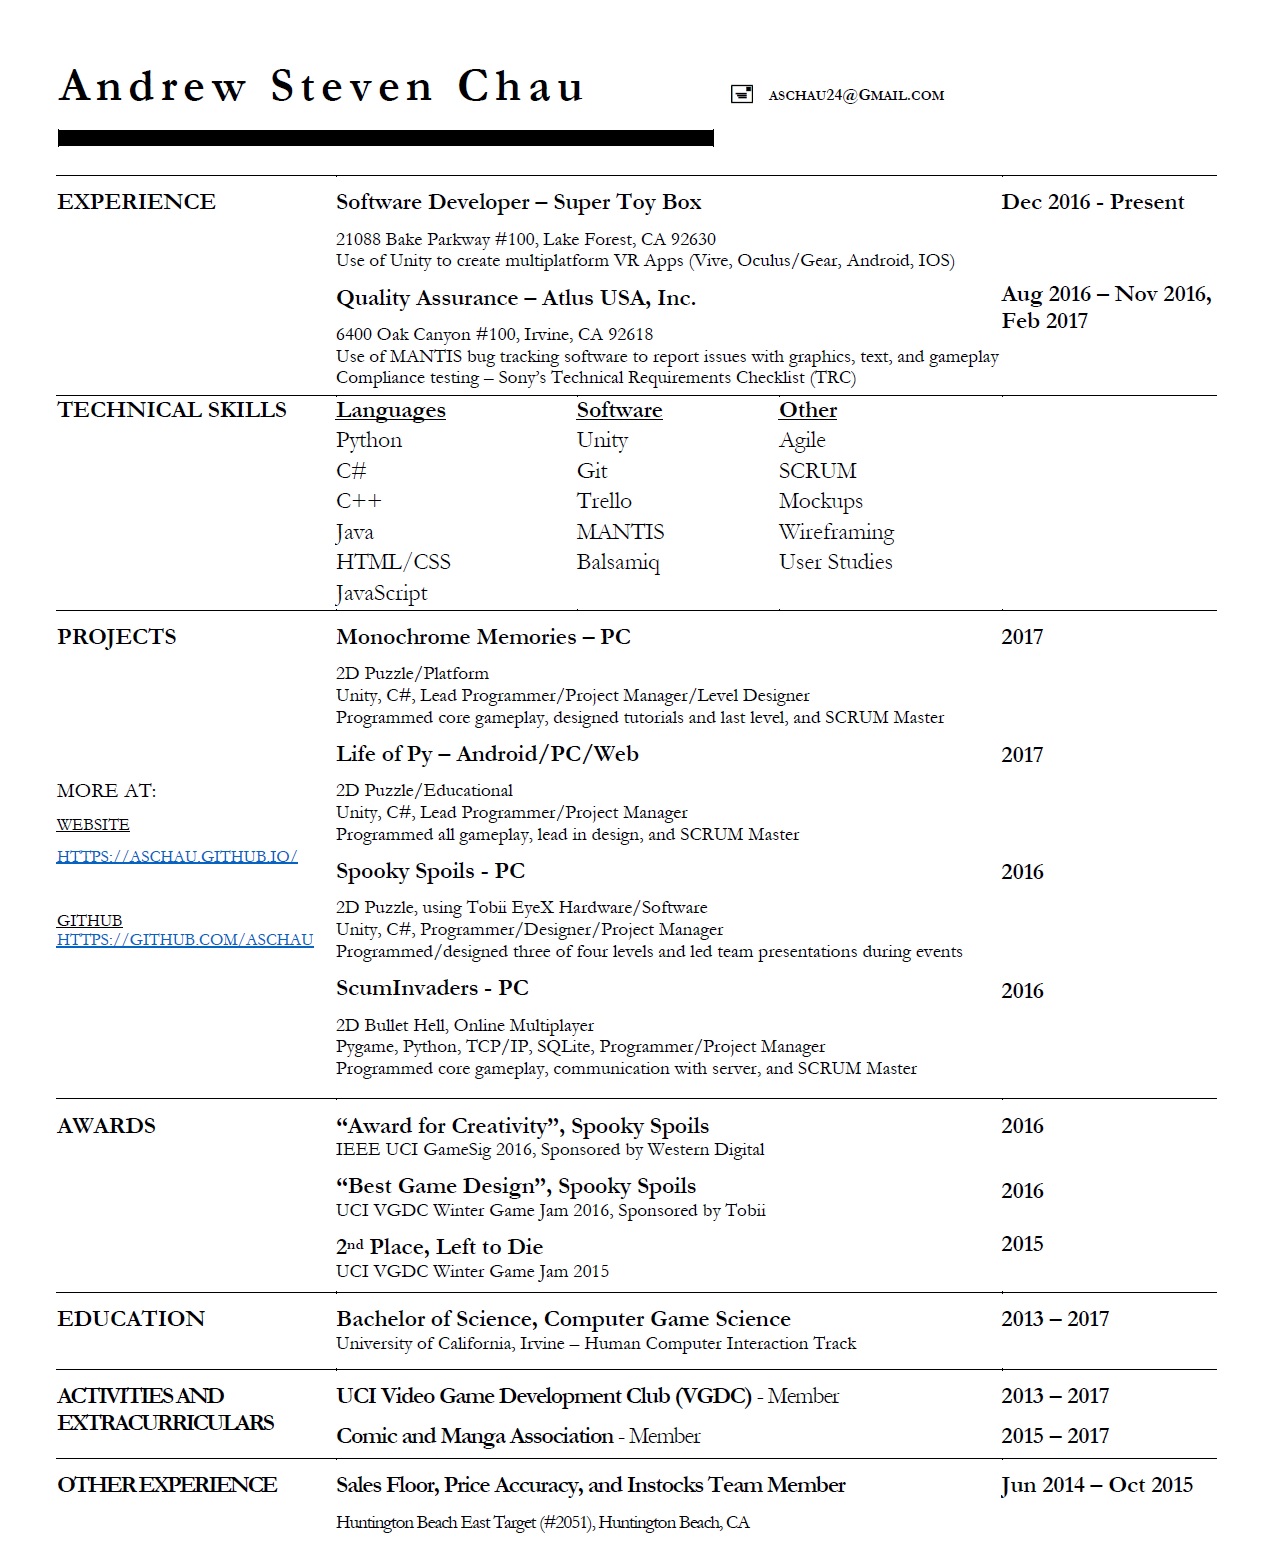 Andrew Steven Chau
ASCHAU24@GMAIL.COM
EXPERIENCE
Software Developer – Super Toy Box
Dec 2016 - Present
21088 Bake Parkway #100, Lake Forest, CA 92630
Use of Unity to create multiplatform VR Apps (Vive, Oculus/Gear, Android, IOS)
Quality Assurance – Atlus USA, Inc.
Aug 2016 – Nov 2016,
Feb 2017
6400 Oak Canyon #100, Irvine, CA 92618
Use of MANTIS bug tracking software to report issues with graphics, text, and gameplay
Compliance testing – Sony's Technical Requirements Checklist (TRC)
TECHNICAL SKILLS
Languages
Python
C#
C++
Java
HTML/CSS
JavaScript
Software
Unity
Git
Trello
MANTIS
Balsamiq
Other
Agile
SCRUM
Mockups
Wireframing
User Studies
PROJECTS
MORE AT:
WEBSITE
HTTPS://ASCHAU.GITHUB.IO/
GITHUB
HTTPS://GITHUB.COM/ASCHAU
Monochrome Memories – PC
2017
2D Puzzle/Platform
Unity, C#, Lead Programmer/Project Manager/Level Designer
Programmed core gameplay, designed tutorials and last level, and SCRUM Master
Life of Py – Android/PC/Web
2017
2D Puzzle/Educational
Unity, C#, Lead Programmer/Project Manager
Programmed all gameplay, lead in design, and SCRUM Master
Spooky Spoils - PC
2016
2D Puzzle, using Tobii EyeX Hardware/Software
Unity, C#, Programmer/Designer/Project Manager
Programmed/designed three of four levels and led team presentations during events
ScumInvaders - PC
2016
2D Bullet Hell, Online Multiplayer
Pygame, Python, TCP/IP, SQLite, Programmer/Project Manager
Programmed core gameplay, communication with server, and SCRUM Master
AWARDS
“Award for Creativity”, Spooky Spoils
2016
IEEE UCI GameSig 2016, Sponsored by Western Digital
“Best Game Design”, Spooky Spoils
2016
UCI VGDC Winter Game Jam 2016, Sponsored by Tobii
2nd Place, Left to Die
2015
UCI VGDC Winter Game Jam 2015
EDUCATION
Bachelor of Science, Computer Game Science
2013 – 2017
University of California, Irvine – Human Computer Interaction Track
ACTIVITIES AND
EXTRACURRICULARS
UCI Video Game Development Club (VGDC) - Member
2013 – 2017
Comic and Manga Association - Member
2015 – 2017
OTHER EXPERIENCE
Sales Floor, Price Accuracy, and Instocks Team Member
Jun 2014 – Oct 2015
Huntington Beach East Target (#2051), Huntington Beach, CA